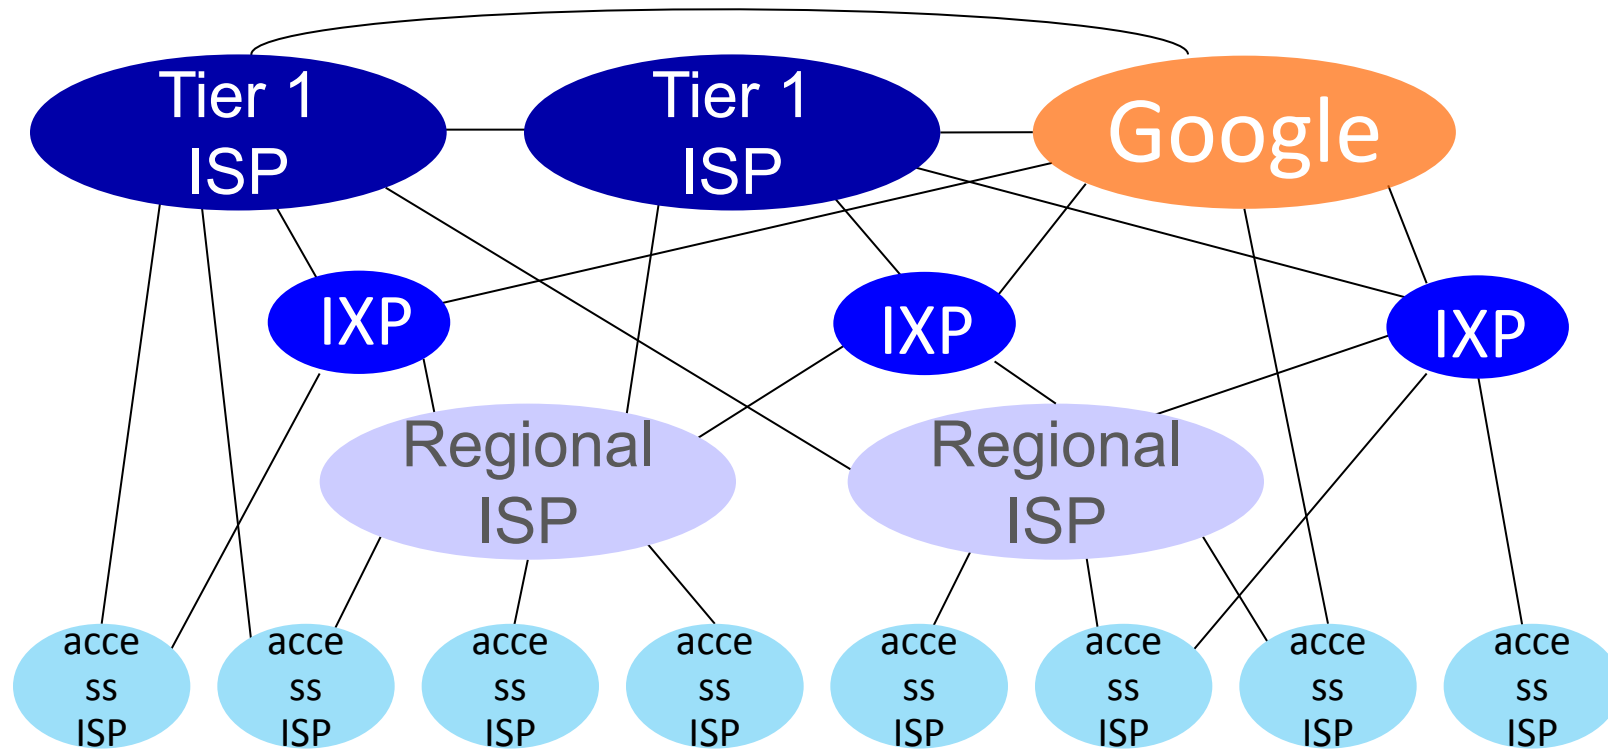 Tier 1
ISP
Tier 1
ISP
Google
IXP
IXP
IXP
Regional
ISP
Regional
ISP
acce
ss
ISP
acce
ss
ISP
acce
ss
ISP
acce
ss
ISP
acce
ss
ISP
acce
ss
ISP
acce
ss
ISP
acce
ss
ISP